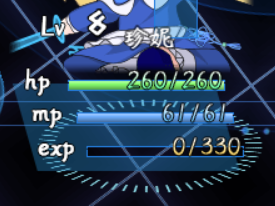 Lv 8
珍妮
hp 260/260
mp 61/61
exp 0/330